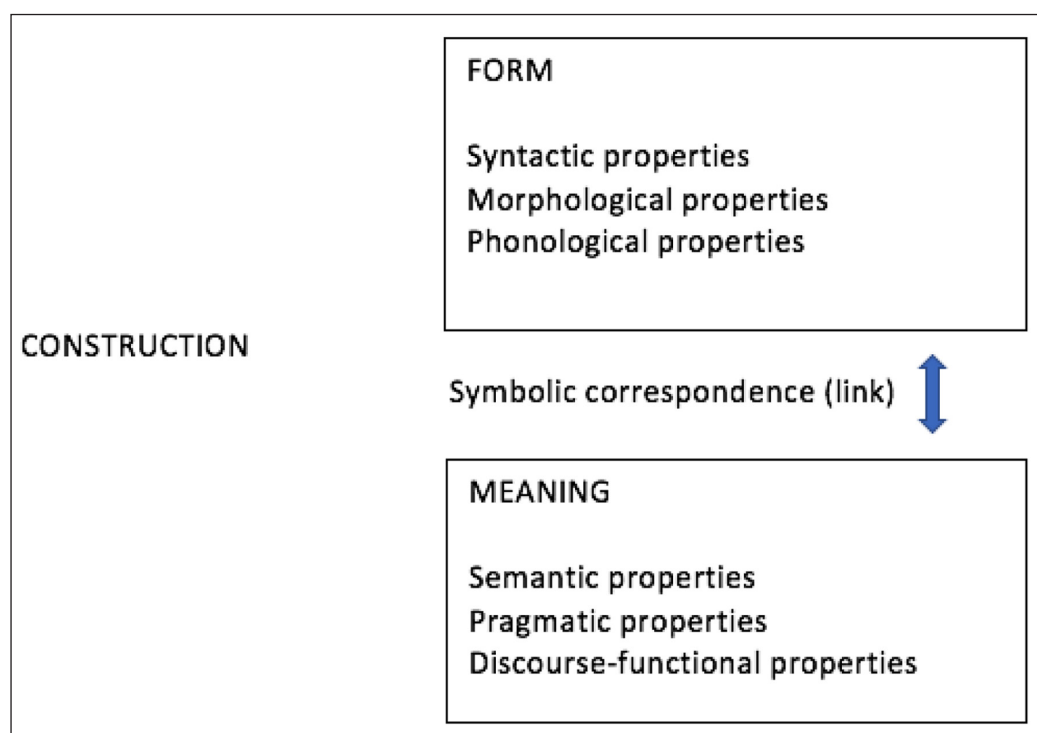 FORM
Syntactic properties
Morphological properties
Phonological properties
CONSTRUCTION
Symbolic correspondence (link)
MEANING
Semantic properties
Pragmatic properties
Discourse-functional properties